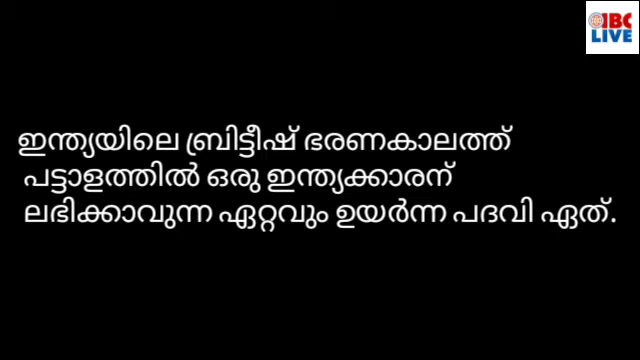 IBC
LIVE
ഇന്ത്യയിലെ ബ്രിട്ടീഷ് ഭരണകാലത്ത്
പട്ടാളത്തിൽ ഒരു ഇന്ത്യക്കാരന്
ലഭിക്കാവുന്ന ഏറ്റവും ഉയർന്ന പദവി ഏത്.